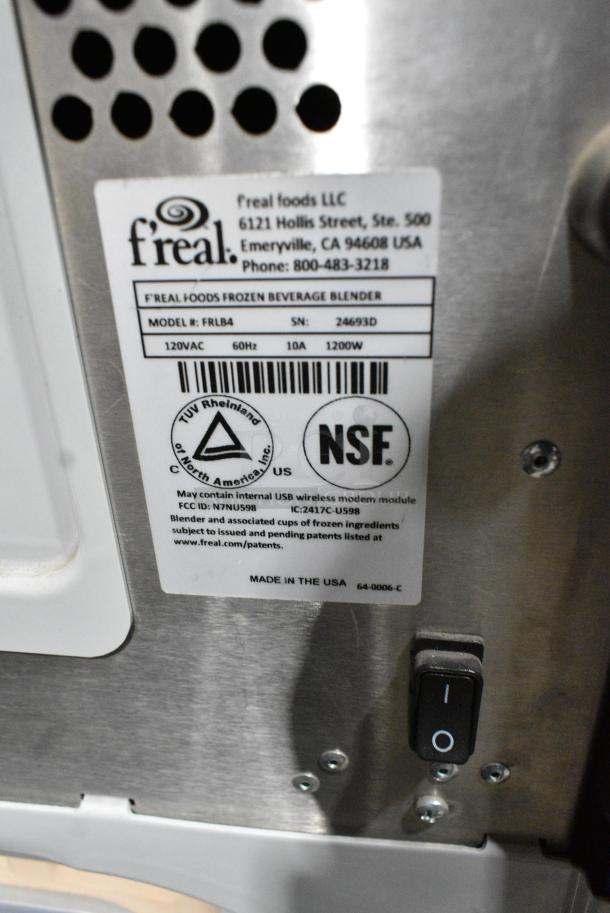 f'real.
f'real foods LLC
6121 Hollis Street, Ste. 500
Emeryville, CA 94608 USA
Phone: 800-483-3218
F'REAL FOODS FROZEN BEVERAGE BLENDER
MODEL #: FRLB4 SN: 24693D
120VAC 60Hz 10A 1200W
TUV Rheinland
of North America, Inc.
C US
NSF.
®
May contain internal USB wireless modem module
FCC ID: N7NU598 IC:2417C-U598
Blender and associated cups of frozen ingredients
subject to issued and pending patents listed at
www.freal.com/patents.
MADE IN THE USA 64-0006-C
I
O